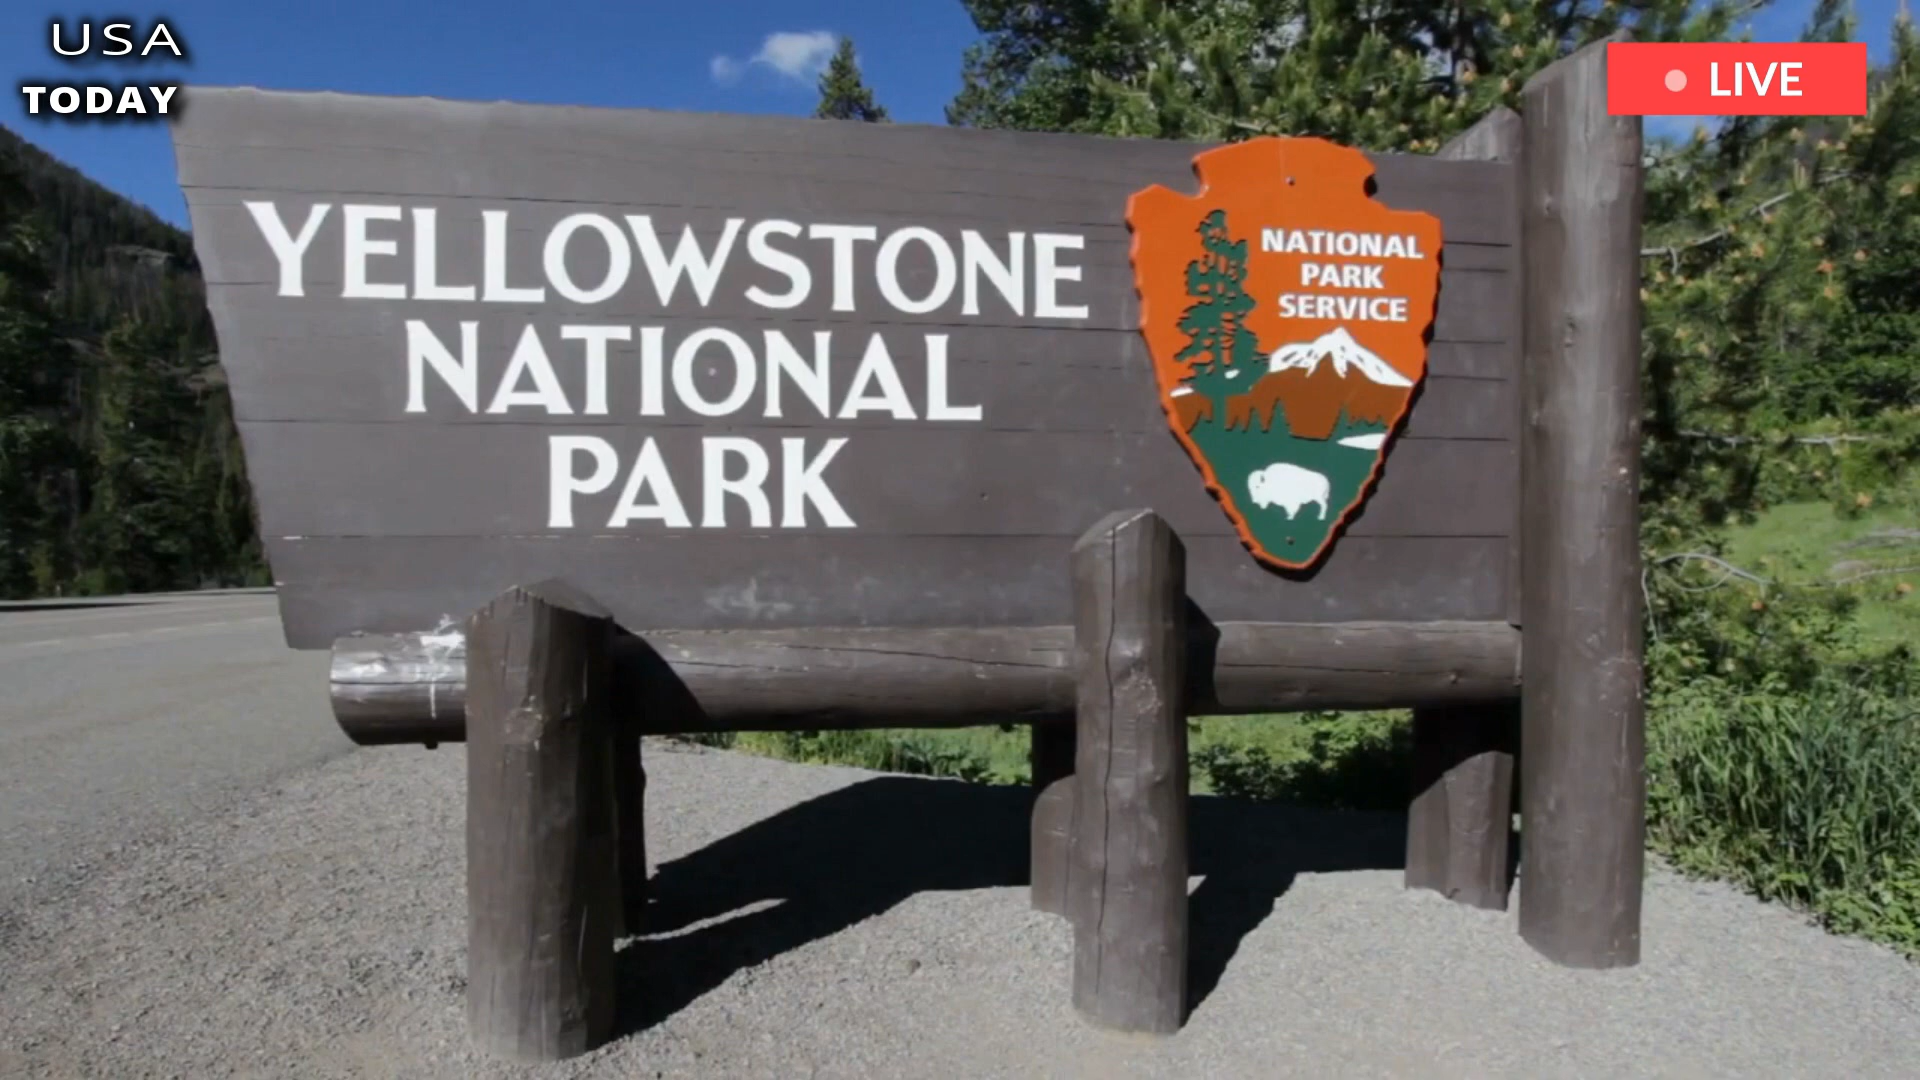 USA
TODAY
LIVE
YELLOWSTONE
NATIONAL
PARK
NATIONAL
PARK
SERVICE